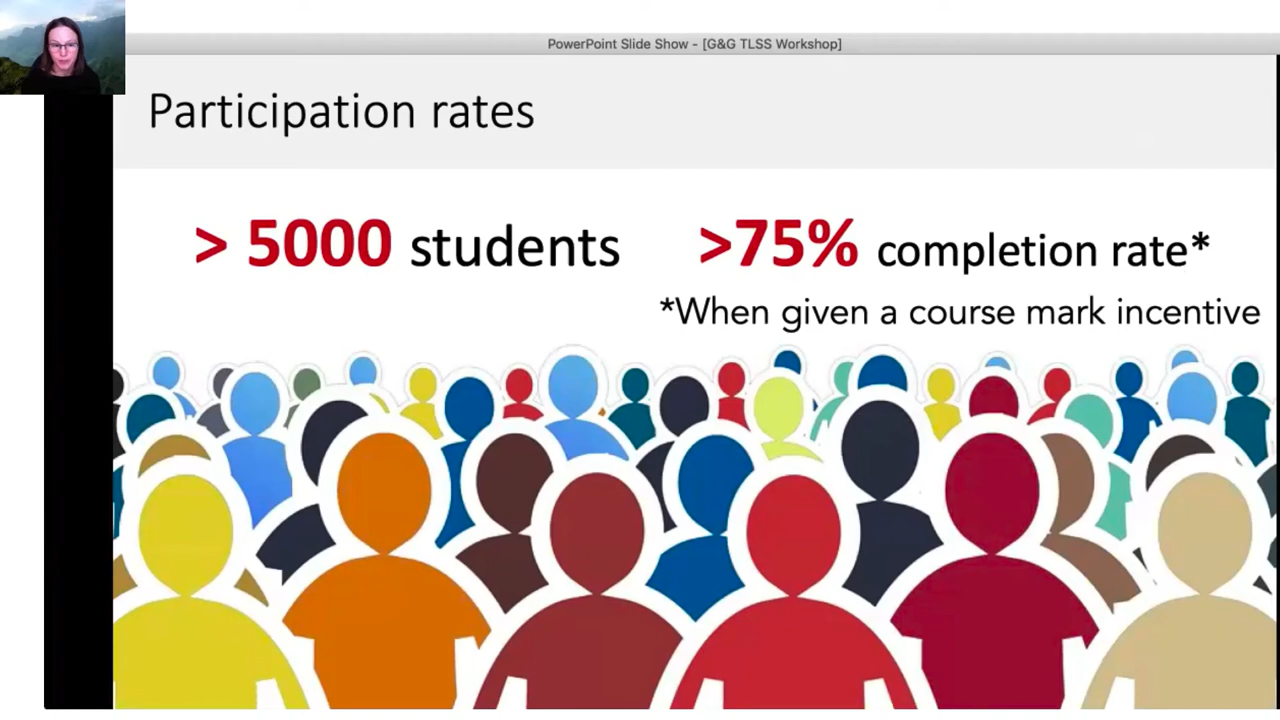 PowerPoint Slide Show - [G&G TLSS Workshop]
Participation rates
> 5000 students >75% completion rate*
*When given a course mark incentive